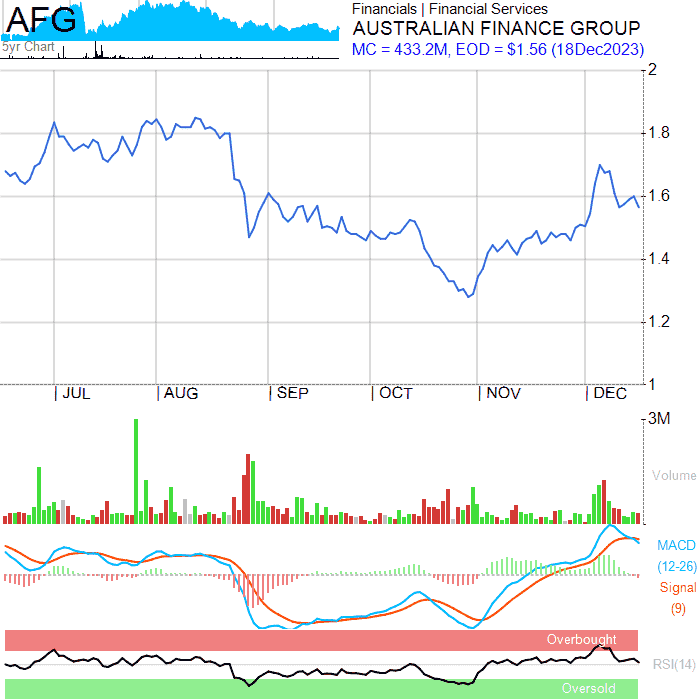 AFG
5yr Chart
Financials | Financial Services
AUSTRALIAN FINANCE GROUP
MC = 433.2M, EOD = $1.56 (18Dec2023)
2
1.8
1.6
1.4
1.2
1
JUL
AUG
SEP
OCT
NOV
DEC
3M
Volume
MACD
(12-26)
Signal
(9)
Overbought
RSI(14)
Oversold